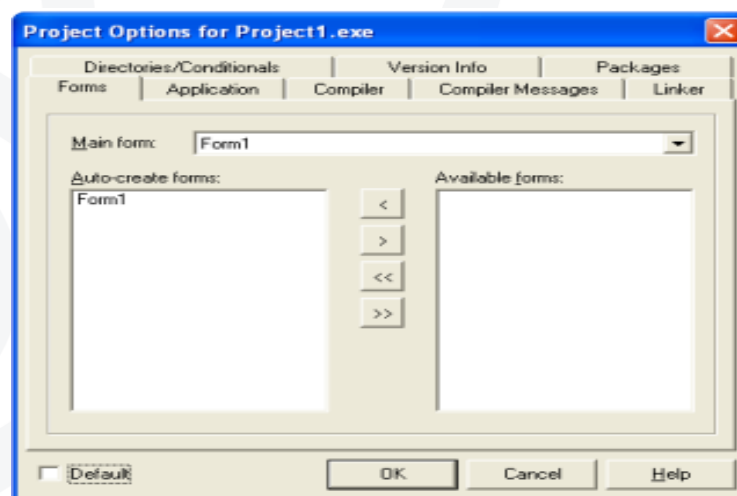 Project Options for Project1.exe
Directories/Conditionals Version Info Packages
Forms Application Compiler Compiler Messages Linker
Main form: Form1
Auto-create forms: Available forms:
Form1
<
>
<<
>>
Default OK Cancel Help